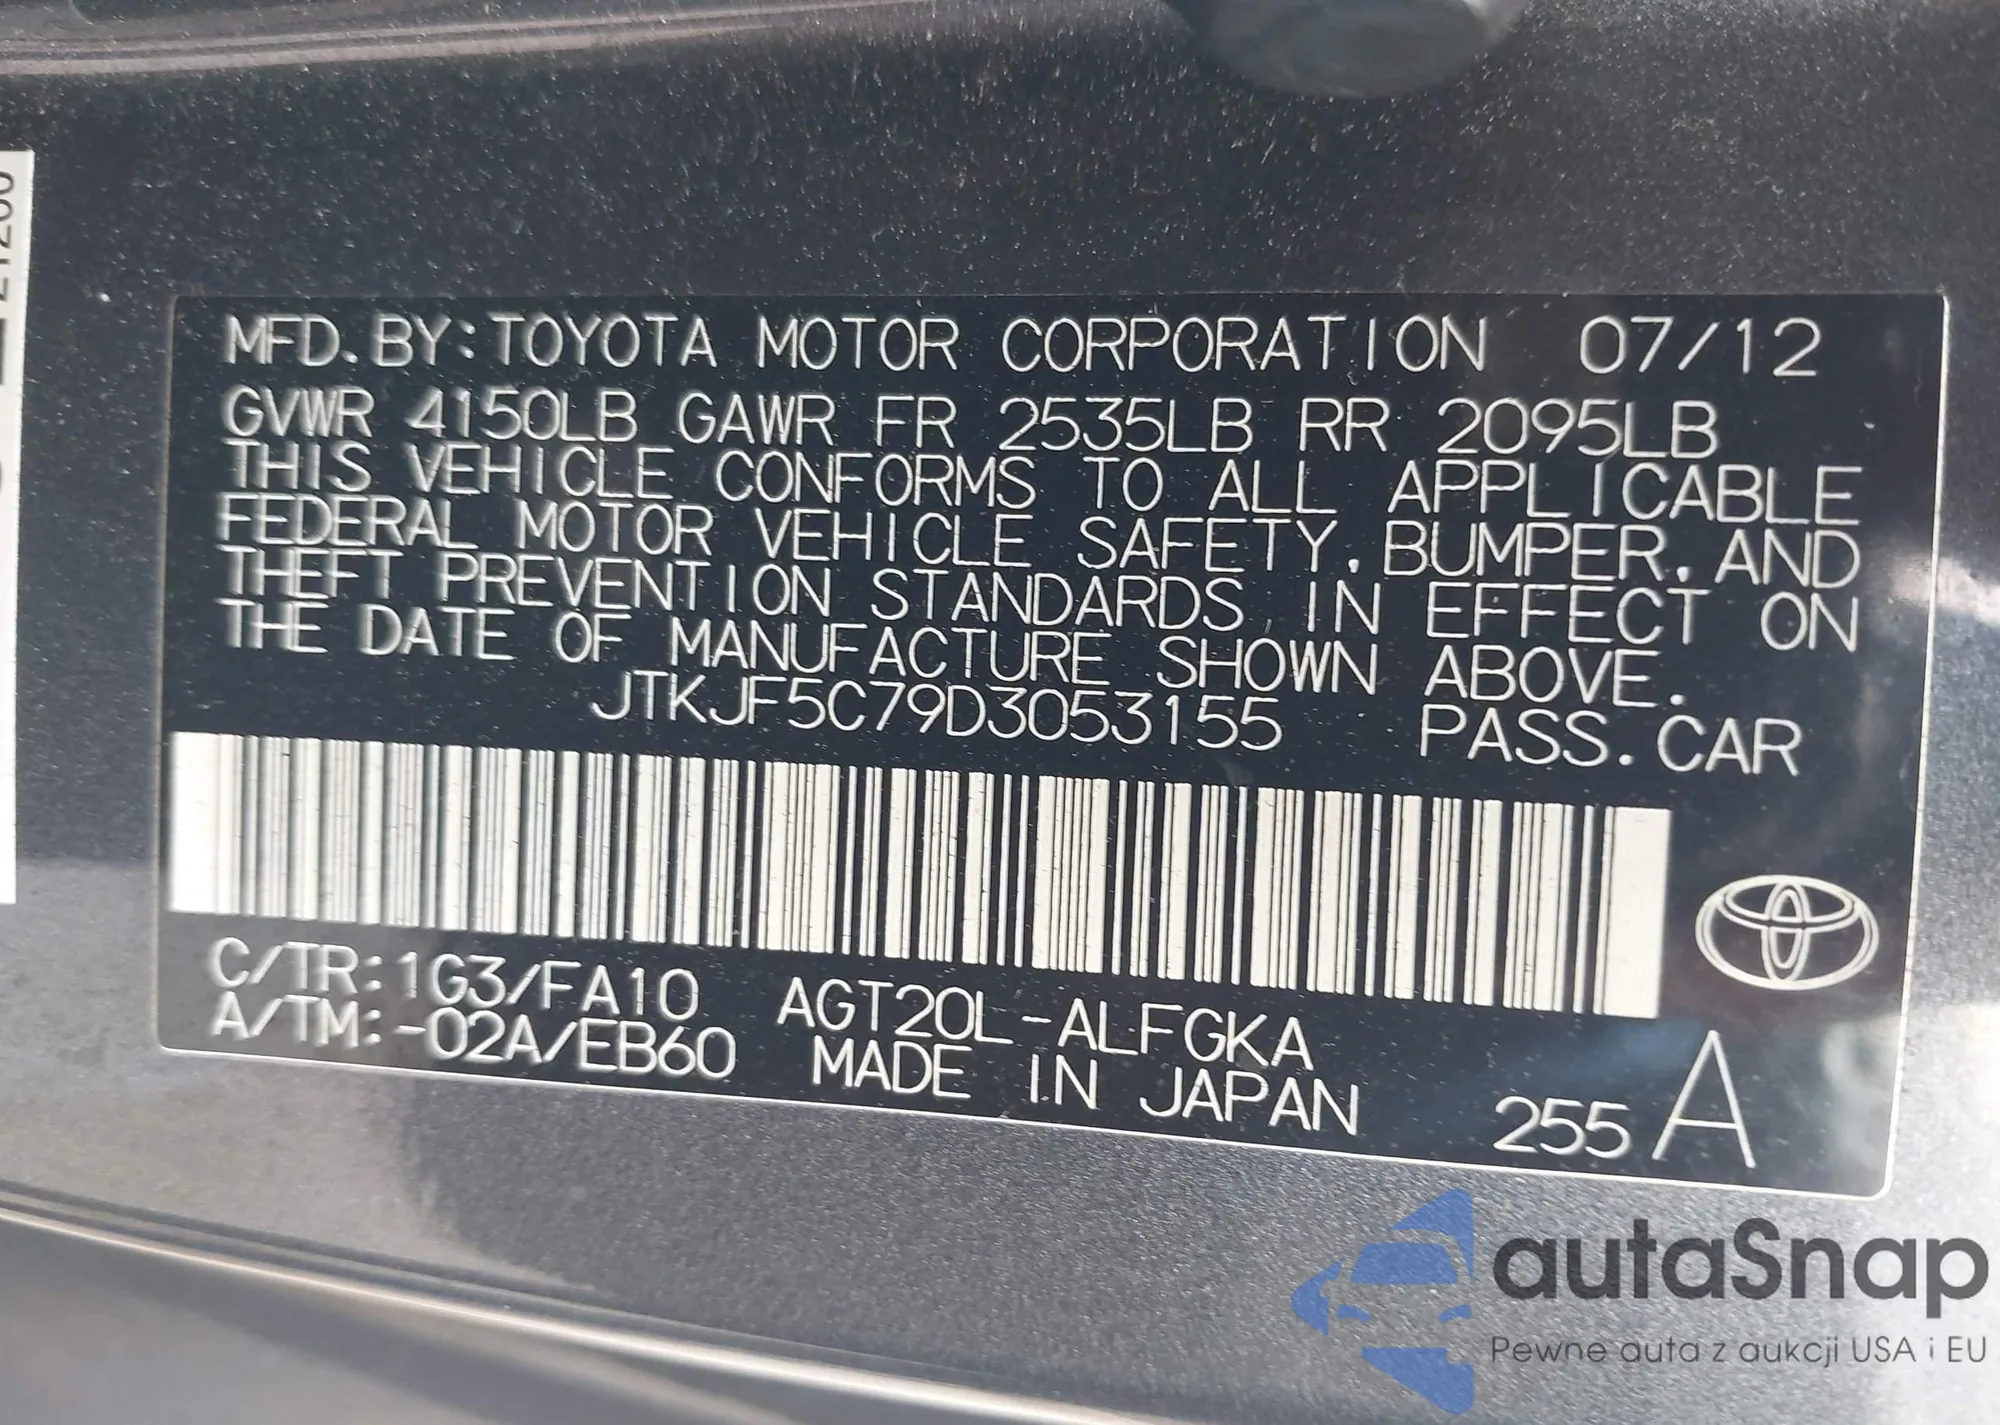 21200
MFD.BY:TOYOTA MOTOR CORPORATION 07/12
GVWR 4150LB GAWR FR 2535LB RR 2095LB
THIS VEHICLE CONFORMS TO ALL APPLICABLE
FEDERAL MOTOR VEHICLE SAFETY.BUMPER.AND
THEFT PREVENTION STANDARDS IN EFFECT ON
THE DATE OF MANUFACTURE SHOWN ABOVE.
JTKJF5C79D3053155 PASS.CAR
C/TR:1G3/FA10 AGT20L-ALFGKA
A/TM:-02A/EB60 MADE IN JAPAN 255 A
autaSnap
Pewne auta z aukcji USA i EU